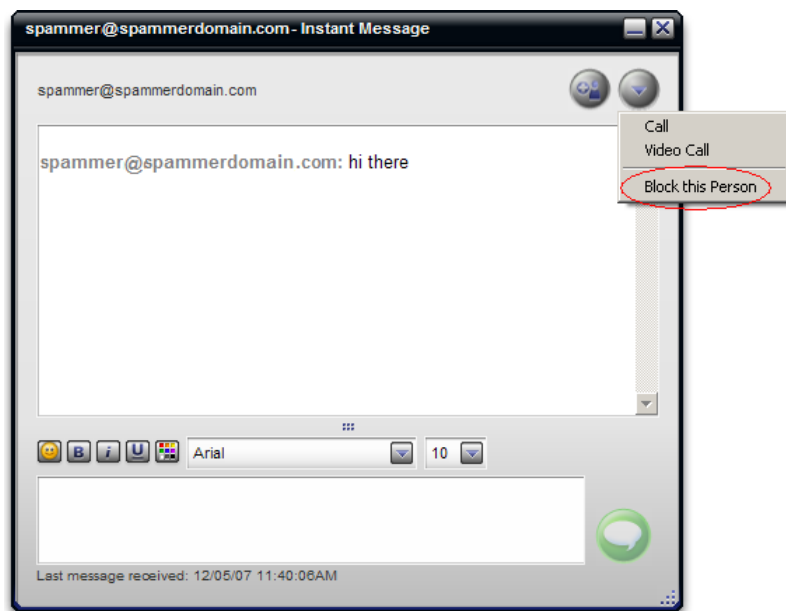 spammer@spammerdomain.com - Instant Message
spammer@spammerdomain.com
Call
Video Call
Block this Person
spammer@spammerdomain.com: hi there
B i U Arial 10
Last message received: 12/05/07 11:40:06AM